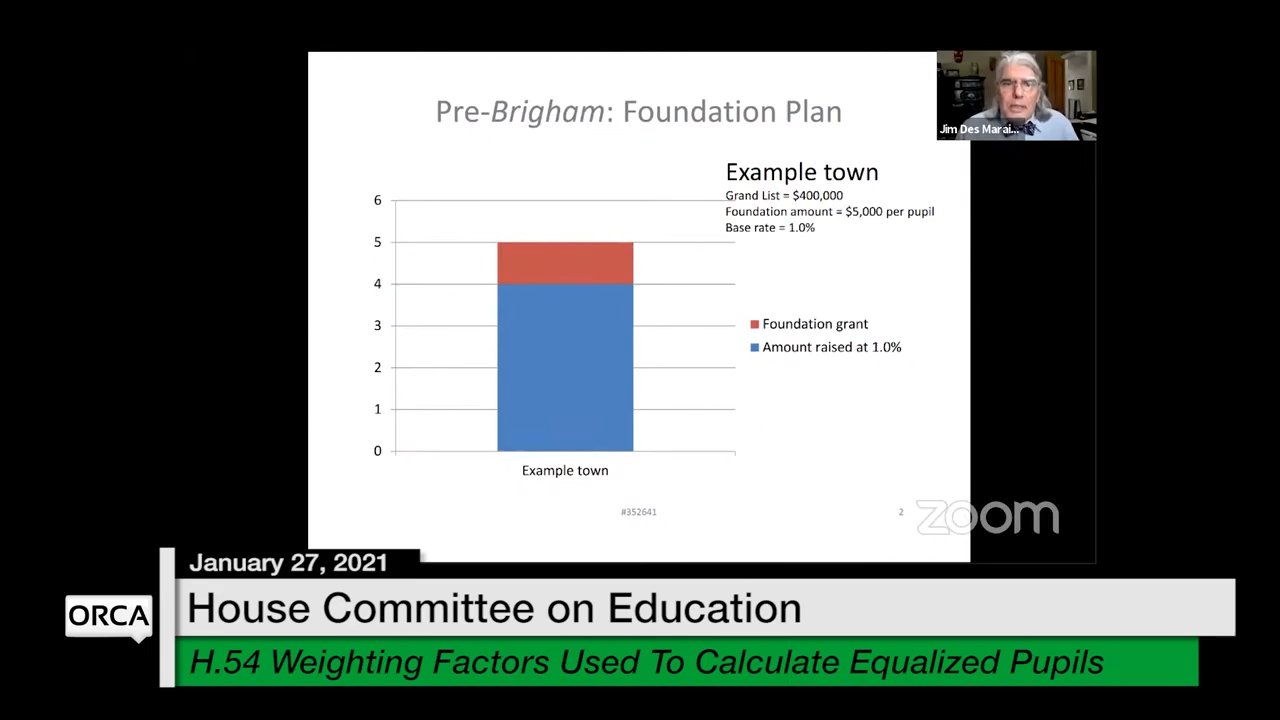 Pre-Brigham: Foundation Plan
Jim Des Marai...
Example town
Grand List = $400,000
Foundation amount = $5,000 per pupil
Base rate = 1.0%
6
5
4
3
2
1
0
Foundation grant
Amount raised at 1.0%
Example town
#352641
2
zoom
January 27, 2021
ORCA
House Committee on Education
H.54 Weighting Factors Used To Calculate Equalized Pupils